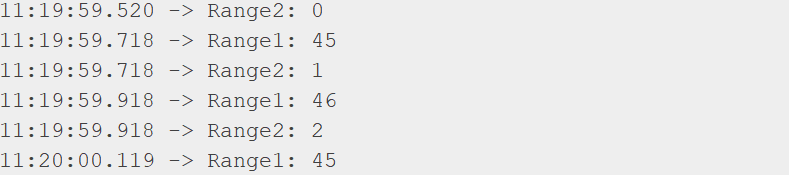 11:19:59.520 -> Range2: 0
11:19:59.718 -> Range1: 45
11:19:59.718 -> Range2: 1
11:19:59.918 -> Range1: 46
11:19:59.918 -> Range2: 2
11:20:00.119 -> Range1: 45